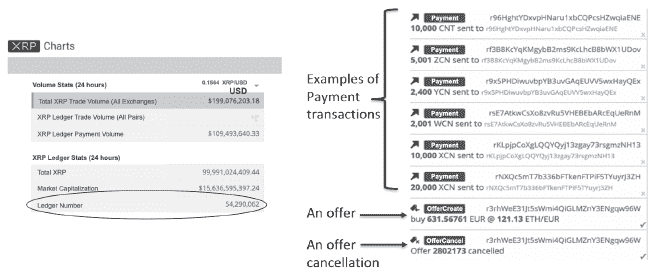 XRP Charts
Volume Stats (24 hours)
0.1564 XRP/USD
USD
Total XRP Trade Volume (All Exchanges)
$199,076,203.18
XRP Ledger Trade Volume (All Pairs)
XRP Ledger Payment Volume
$109,493,640.33
XRP Ledger Stats (24 hours)
Total XRP
99,991,024,409.44
Market Capitalization
$15,636,595,397.24
Ledger Number
54,290,062
Examples of
Payment
transactions
An offer
An offer
cancellation
Payment
r96HghtYDxvpHNaru1xbCQPcsHZwqiaENE
10,000 CNT sent to r96HghtYDxvpHNaru1xbCQPcsHZwqiaENE
Payment
rf3B8KcYqKMgybB2ms9KcLhcB8bWX1UDov
5,001 ZCN sent to rf3B8KcYqKMgybB2ms9KcLhcB8bWX1UDov
Payment
r9xSPHDiwuvbpYB3uvGAqEUVV5wxHayQEx
2,400 YCN sent to r9xSPHDiwuvbpYB3uvGAqEUVV5wxHayQEx
Payment
rsE7AtkwCsXo8zvRu5VHEBEbARcEqUeRnM
2,001 WCN sent to rsE7AtkwCsXo8zvRu5VHEBEbARcEqUeRnM
Payment
rKLpjpCoXgLQQYQyj13zgay73rsgmzNH13
10,000 XCN sent to rKLpjpCoXgLQQYQyj13zgay73rsgmzNH13
Payment
rNXQc5mT7b336bFTkenFTPiF5TYuyrJ3ZH
20,000 XCN sent to rNXQc5mT7b336bFTkenFTPiF5TYuyrJ3ZH
OfferCreate
r3rhWeE31Jt5sWmi4QiGLMZnY3ENgqw96W
buy 631.56761 EUR @ 121.13 ETH/EUR
OfferCancel
r3rhWeE31Jt5sWmi4QiGLMZnY3ENgqw96W
Offer 2802173 cancelled